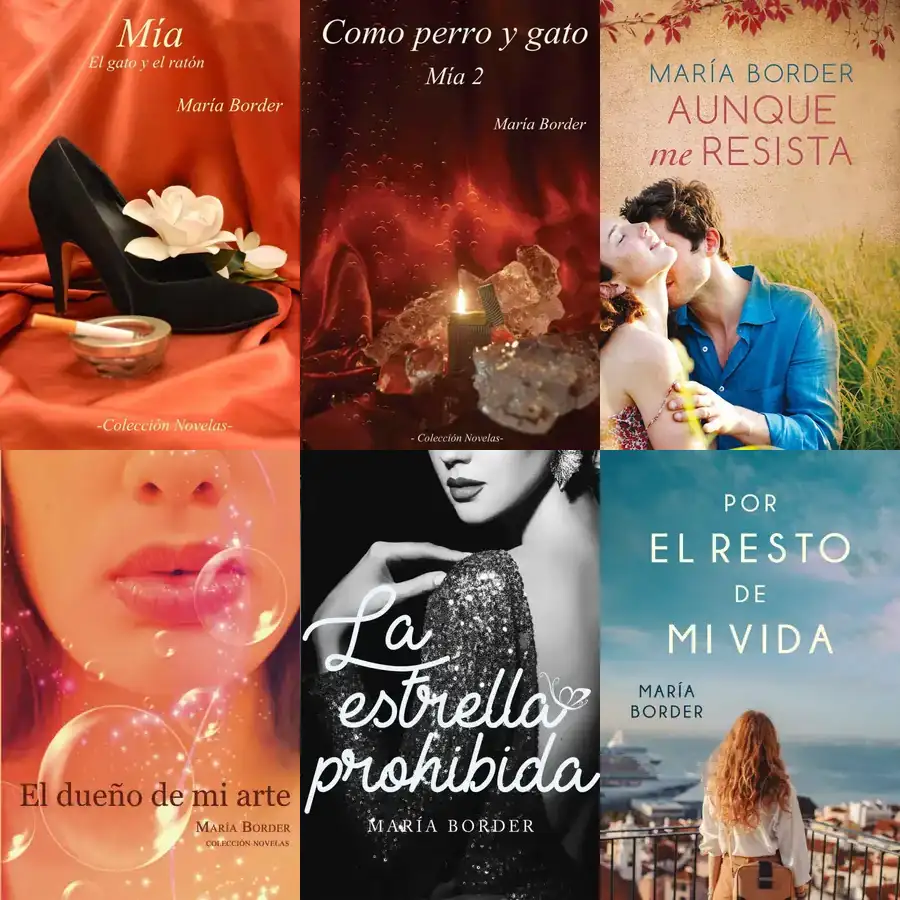 Mía
El gato y el ratón
María Border
-Colección Novelas-
Como perro y gato
Mía 2
María Border
- Colección Novelas-
MARÍA BORDER
AUNQUE
me RESISTA
El dueño de mi arte
MARÍA BORDER
COLECCIÓN NOVELAS
La
estrella
prohibida
MARÍA BORDER
POR
EL RESTO
DE
MI VIDA
MARÍA
BORDER